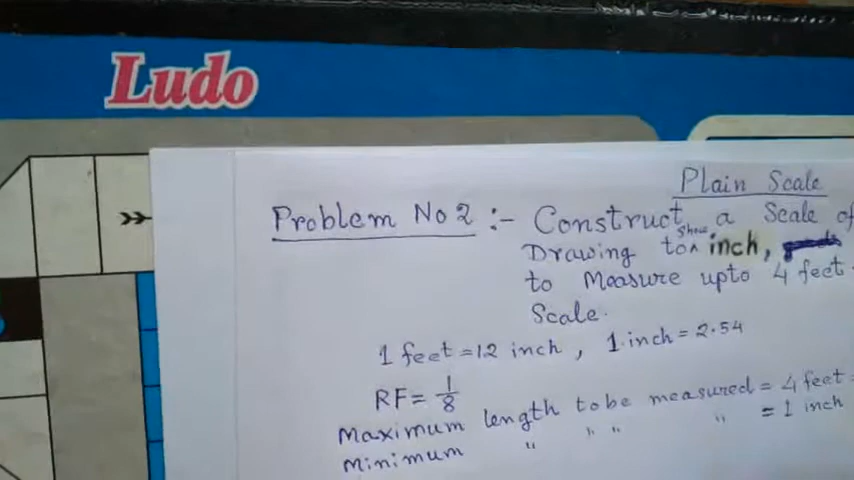 Ludo
Plain Scale
Problem No 2 :- Construct a Scale of
Drawing to ^ Show inch,
to Measure upto 4 feet.
Scale.
1 feet = 12 inch, 1 inch = 2.54
RF = 1/8
Maximum length to be measured = 4 feet =
Minimum " " " " = 1 inch